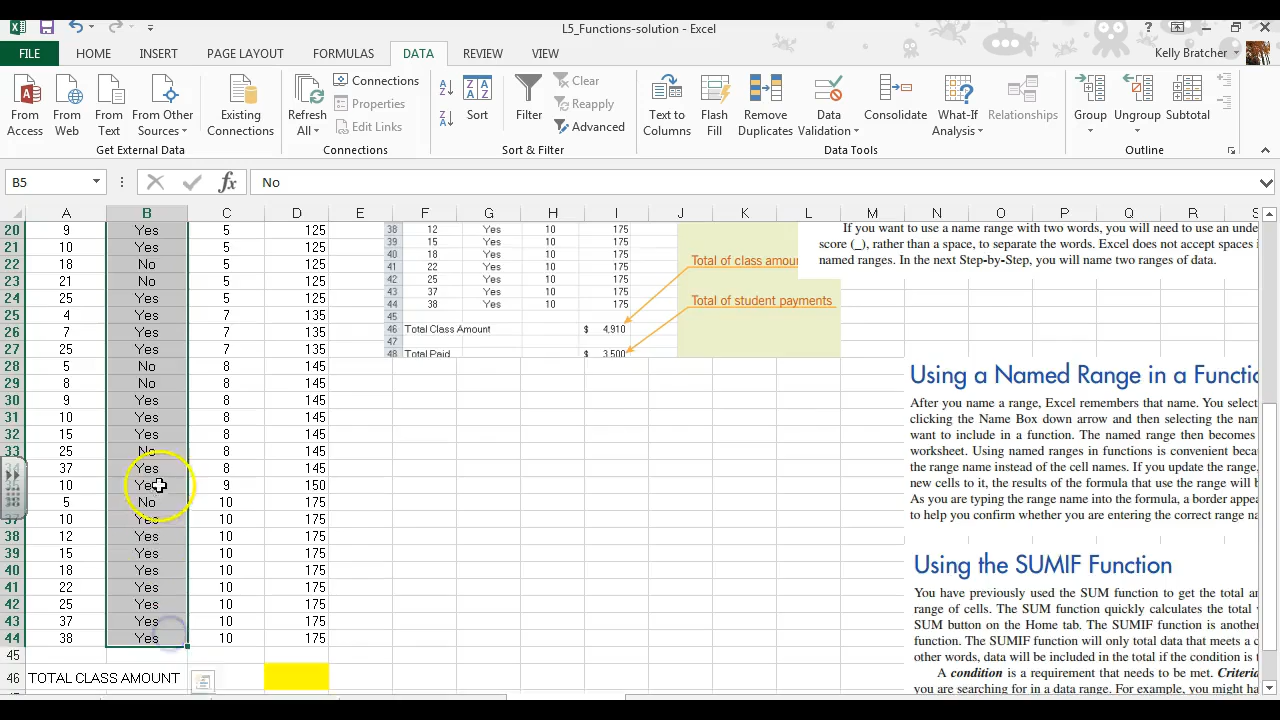 L5_Functions-solution - Excel
Kelly Bratcher
FILE HOME INSERT PAGE LAYOUT FORMULAS DATA REVIEW VIEW
From Access
From Web
From Text
From Other Sources
Existing Connections
Get External Data
Refresh All
Connections
Properties
Edit Links
Connections
Sort
Filter
Clear
Reapply
Advanced
Sort & Filter
Text to Columns
Flash Fill
Remove Duplicates
Data Validation
Consolidate
What-If Analysis
Relationships
Data Tools
Group
Ungroup
Subtotal
Outline
B5 fx No
A B C D E F G H I J K L M N O P Q R S
20 9 Yes 5 125
21 10 Yes 5 125
22 18 No 5 125
23 21 No 5 125
24 25 Yes 5 125
25 4 Yes 7 135
26 7 Yes 7 135
27 25 Yes 7 135
28 5 No 8 145
29 8 No 8 145
30 9 Yes 8 145
31 10 Yes 8 145
32 15 Yes 8 145
33 25 No 8 145
37 Yes 8 145
10 Yes 9 150
5 No 10 175
37 10 Yes 10 175
38 12 Yes 10 175
39 15 Yes 10 175
40 18 Yes 10 175
41 22 Yes 10 175
42 25 Yes 10 175
43 37 Yes 10 175
44 38 Yes 10 175
45
46 TOTAL CLASS AMOUNT
38 12 Yes 10 175
39 15 Yes 10 175
40 18 Yes 10 175
41 22 Yes 10 175
42 25 Yes 10 175
43 37 Yes 10 175
44 38 Yes 10 175
45
46 Total Class Amount $ 4,910
47
48 Total Paid $ 3,500
Total of class amoun
Total of student payments
If you want to use a name range with two words, you will need to use an unde
score (_), rather than a space, to separate the words. Excel does not accept spaces i
named ranges. In the next Step-by-Step, you will name two ranges of data.
Using a Named Range in a Functio
After you name a range, Excel remembers that name. You select
clicking the Name Box down arrow and then selecting the nam
want to include in a function. The named range then becomes
worksheet. Using named ranges in functions is convenient beca
the range name instead of the cell names. If you update the range,
new cells to it, the results of the formula that use the range will b
As you are typing the range name into the formula, a border appea
to help you confirm whether you are entering the correct range na
Using the SUMIF Function
You have previously used the SUM function to get the total an
range of cells. The SUM function quickly calculates the total
SUM button on the Home tab. The SUMIF function is another
function. The SUMIF function will only total data that meets a c
other words, data will be included in the total if the condition is t
A condition is a requirement that needs to be met. Criteria
you are searching for in a data range. For example, you might ha